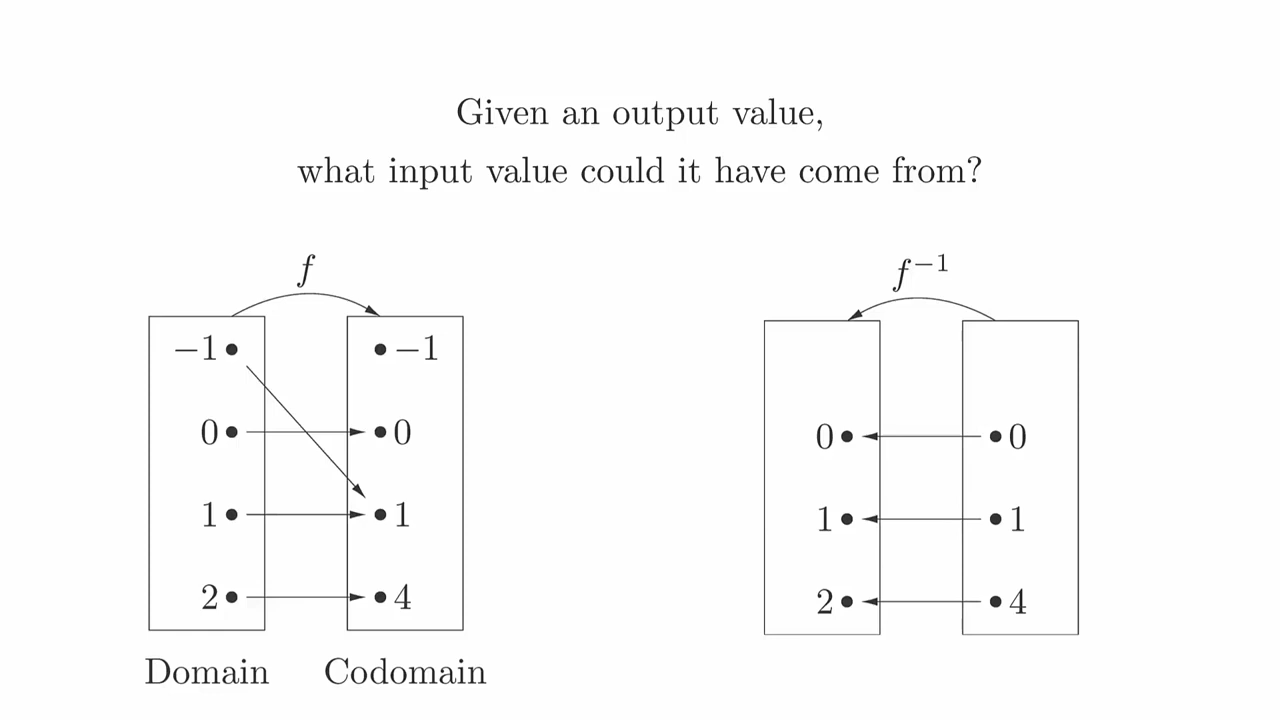 Given an output value,
what input value could it have come from?
f
−1 −1
0 0
1 1
2 4
Domain Codomain
f⁻¹
0 0
1 1
2 4